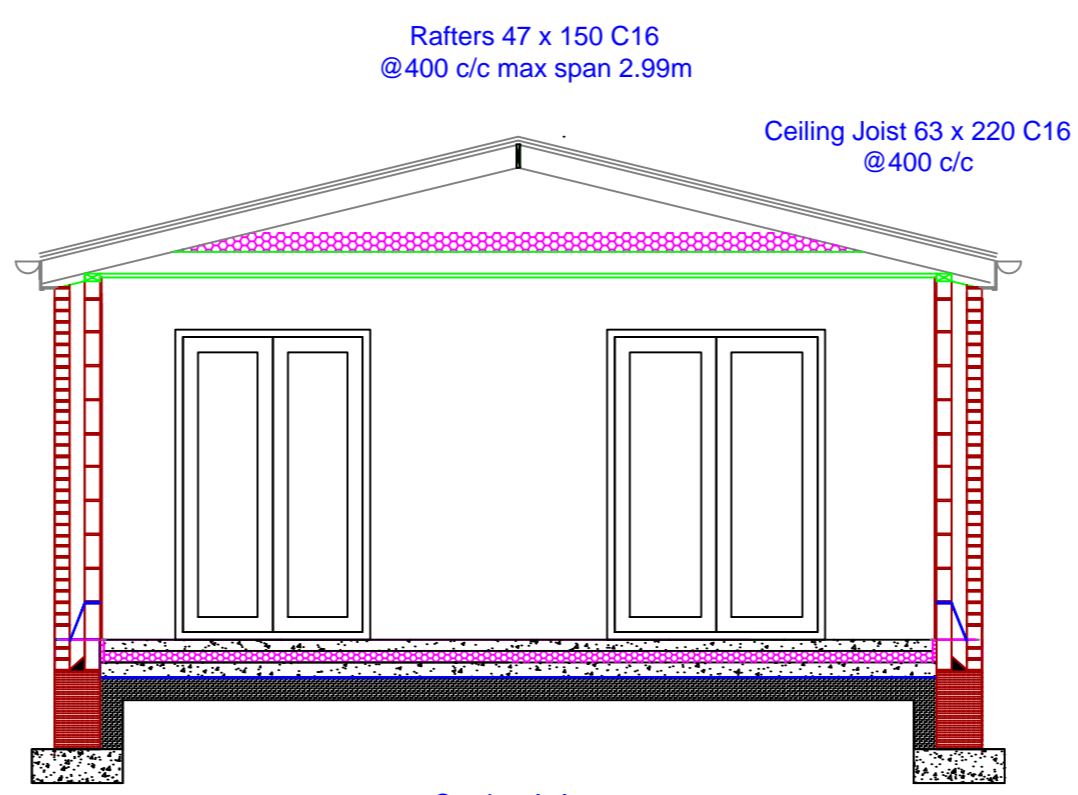 Rafters 47 x 150 C16
@400 c/c max span 2.99m
Ceiling Joist 63 x 220 C16
@400 c/c